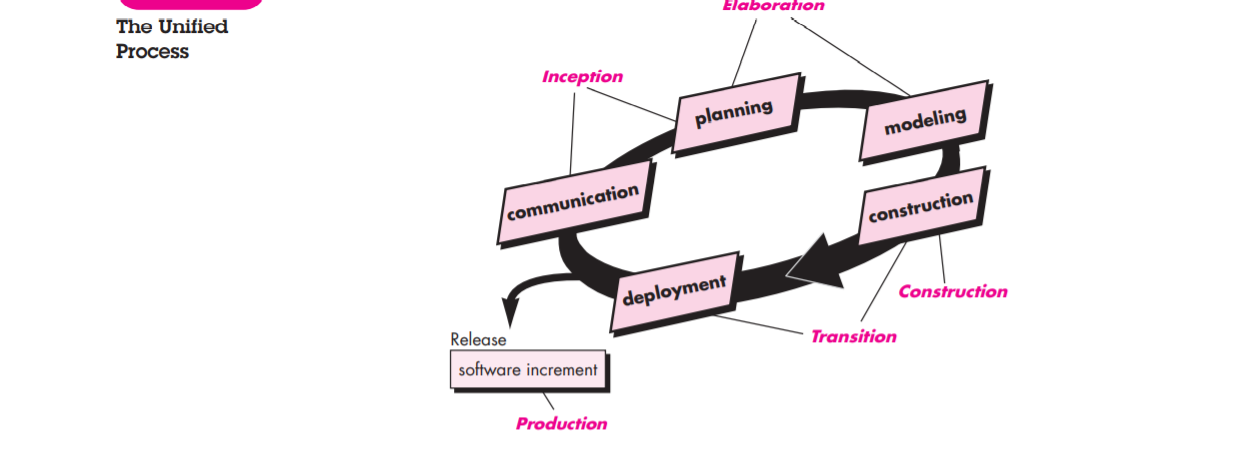 Elaboration
The Unified
Process
Inception
planning
modeling
communication
construction
deployment
Construction
Transition
Release
software increment
Production